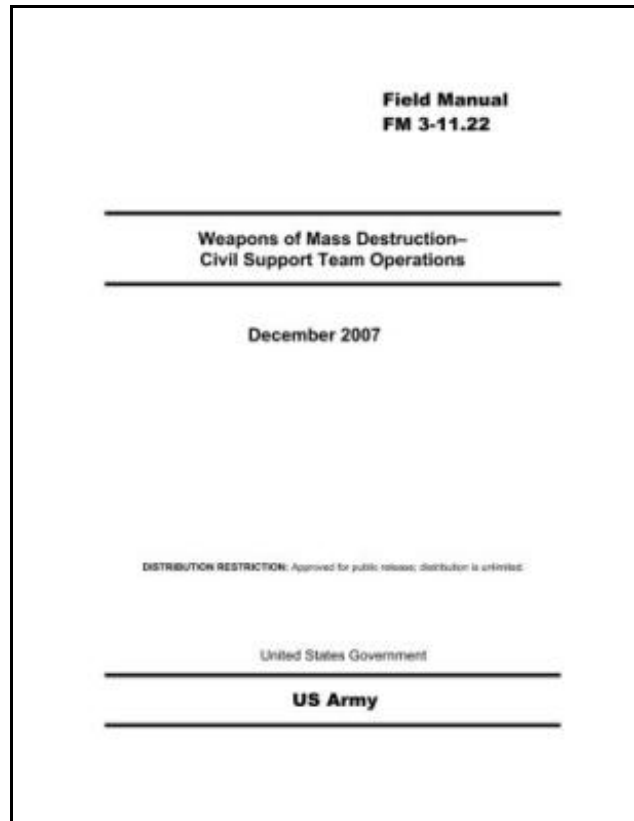 Field Manual
FM 3-11.22
Weapons of Mass Destruction–
Civil Support Team Operations
December 2007
DISTRIBUTION RESTRICTION: Approved for public release; distribution is unlimited.
United States Government
US Army